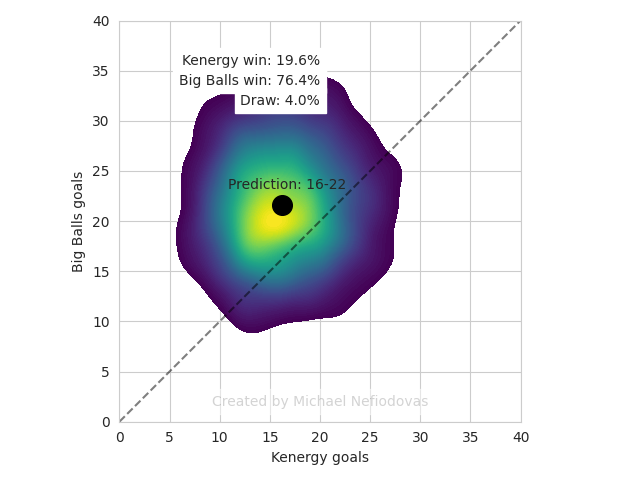 40
35
30
25
20
15
10
5
0
Big Balls goals
Kenergy win: 19.6%
Big Balls win: 76.4%
Draw: 4.0%
Prediction: 16-22
Created by Michael Nefiodovas
0 5 10 15 20 25 30 35 40
Kenergy goals